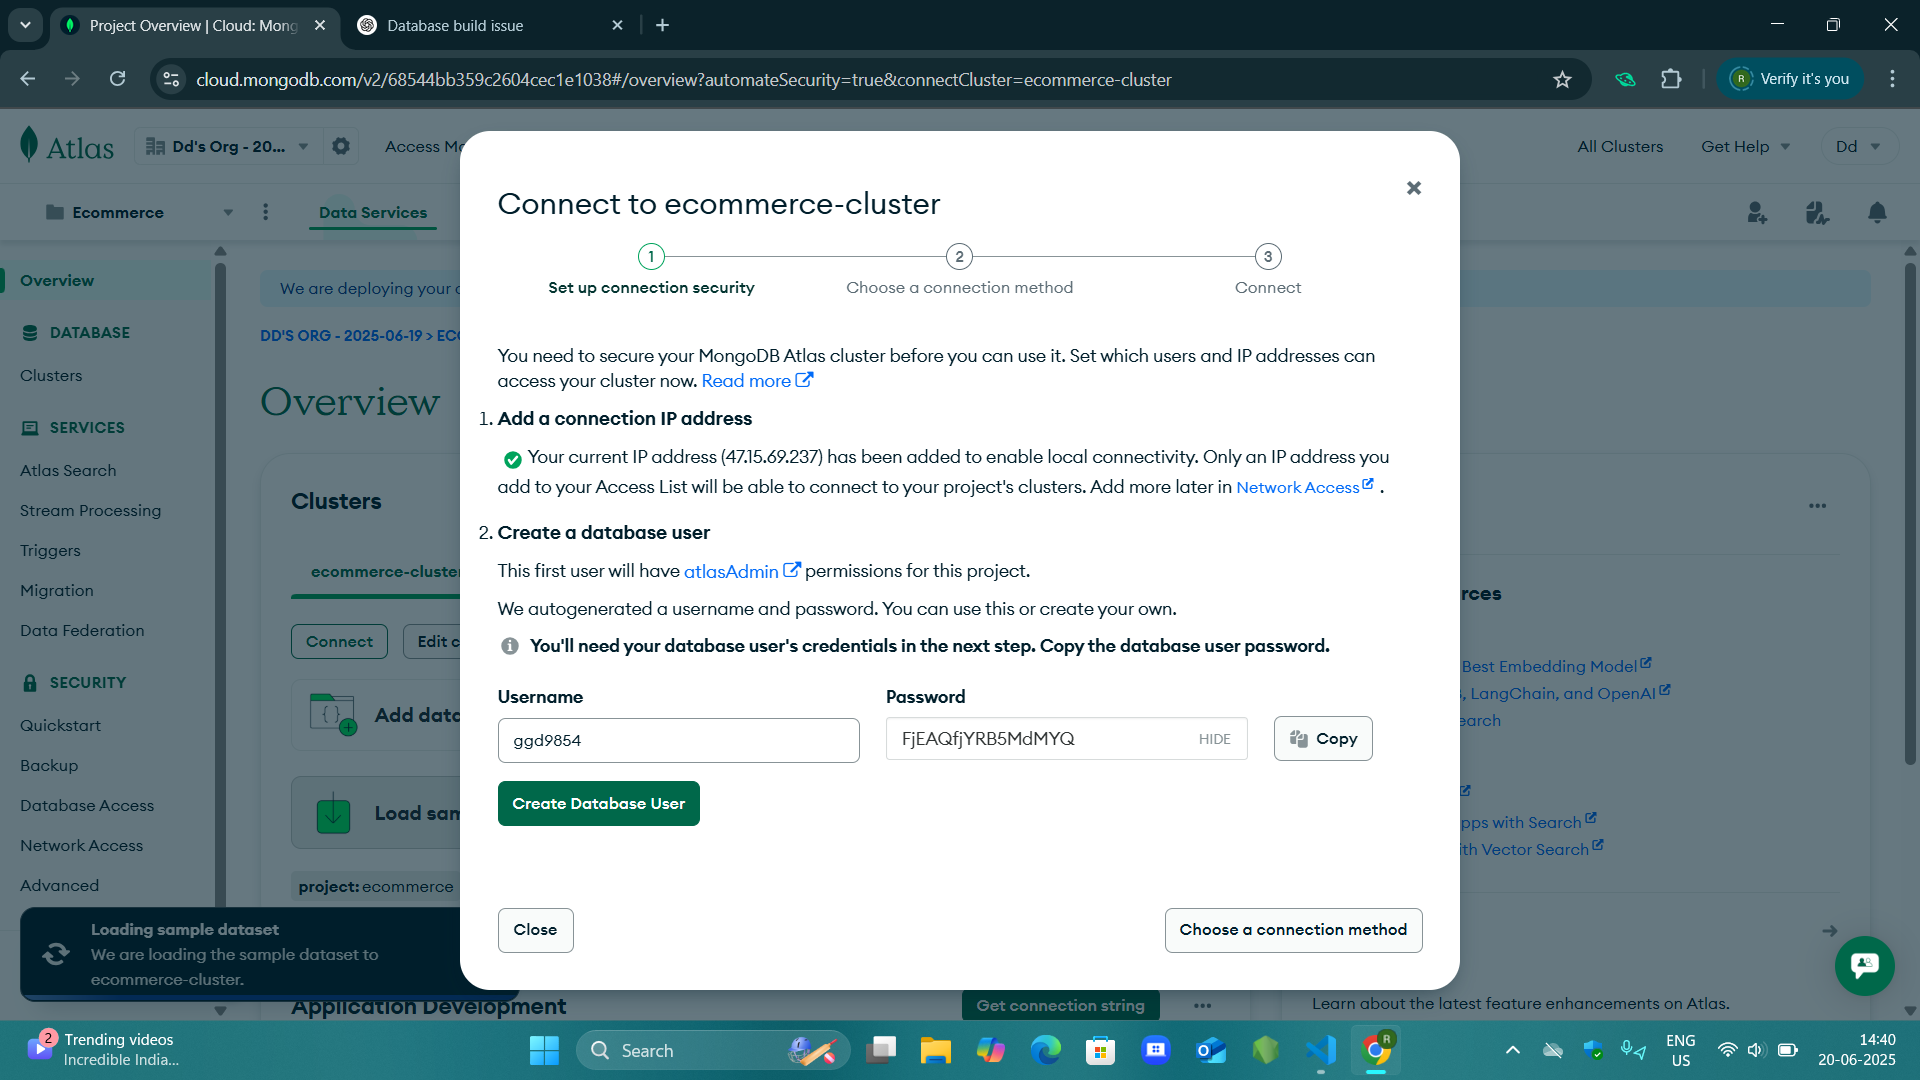 Project Overview | Cloud: Mong
Database build issue
cloud.mongodb.com/v2/68544bb359c2604cec1e1038#/overview?automateSecurity=true&connectCluster=ecommerce-cluster
R
Verify it's you
Atlas
Dd's Org - 20...
Access Ma
All Clusters
Get Help
Dd
Ecommerce
Data Services
Overview
DATABASE
Clusters
SERVICES
Atlas Search
Stream Processing
Triggers
Migration
Data Federation
SECURITY
Quickstart
Backup
Database Access
Network Access
Advanced
We are deploying your c
DD'S ORG - 2025-06-19 > ECO
Overview
Clusters
ecommerce-cluster
Connect
Edit c
Add data
Load sam
project: ecommerce
Loading sample dataset
We are loading the sample dataset to
ecommerce-cluster.
Application Development
Get connection string
Connect to ecommerce-cluster
1
2
3
Set up connection security
Choose a connection method
Connect
You need to secure your MongoDB Atlas cluster before you can use it. Set which users and IP addresses can
access your cluster now. Read more
1. Add a connection IP address
Your current IP address (47.15.69.237) has been added to enable local connectivity. Only an IP address you
add to your Access List will be able to connect to your project's clusters. Add more later in Network Access .
2. Create a database user
This first user will have atlasAdmin permissions for this project.
We autogenerated a username and password. You can use this or create your own.
You'll need your database user's credentials in the next step. Copy the database user password.
Username
Password
ggd9854
FjEAQfjYRB5MdMYQ
HIDE
Copy
Create Database User
Close
Choose a connection method
rces
Best Embedding Model
, LangChain, and OpenAI
earch
pps with Search
ith Vector Search
Learn about the latest feature enhancements on Atlas.
2
Trending videos
Incredible India...
Search
R
ENG
US
14:40
20-06-2025